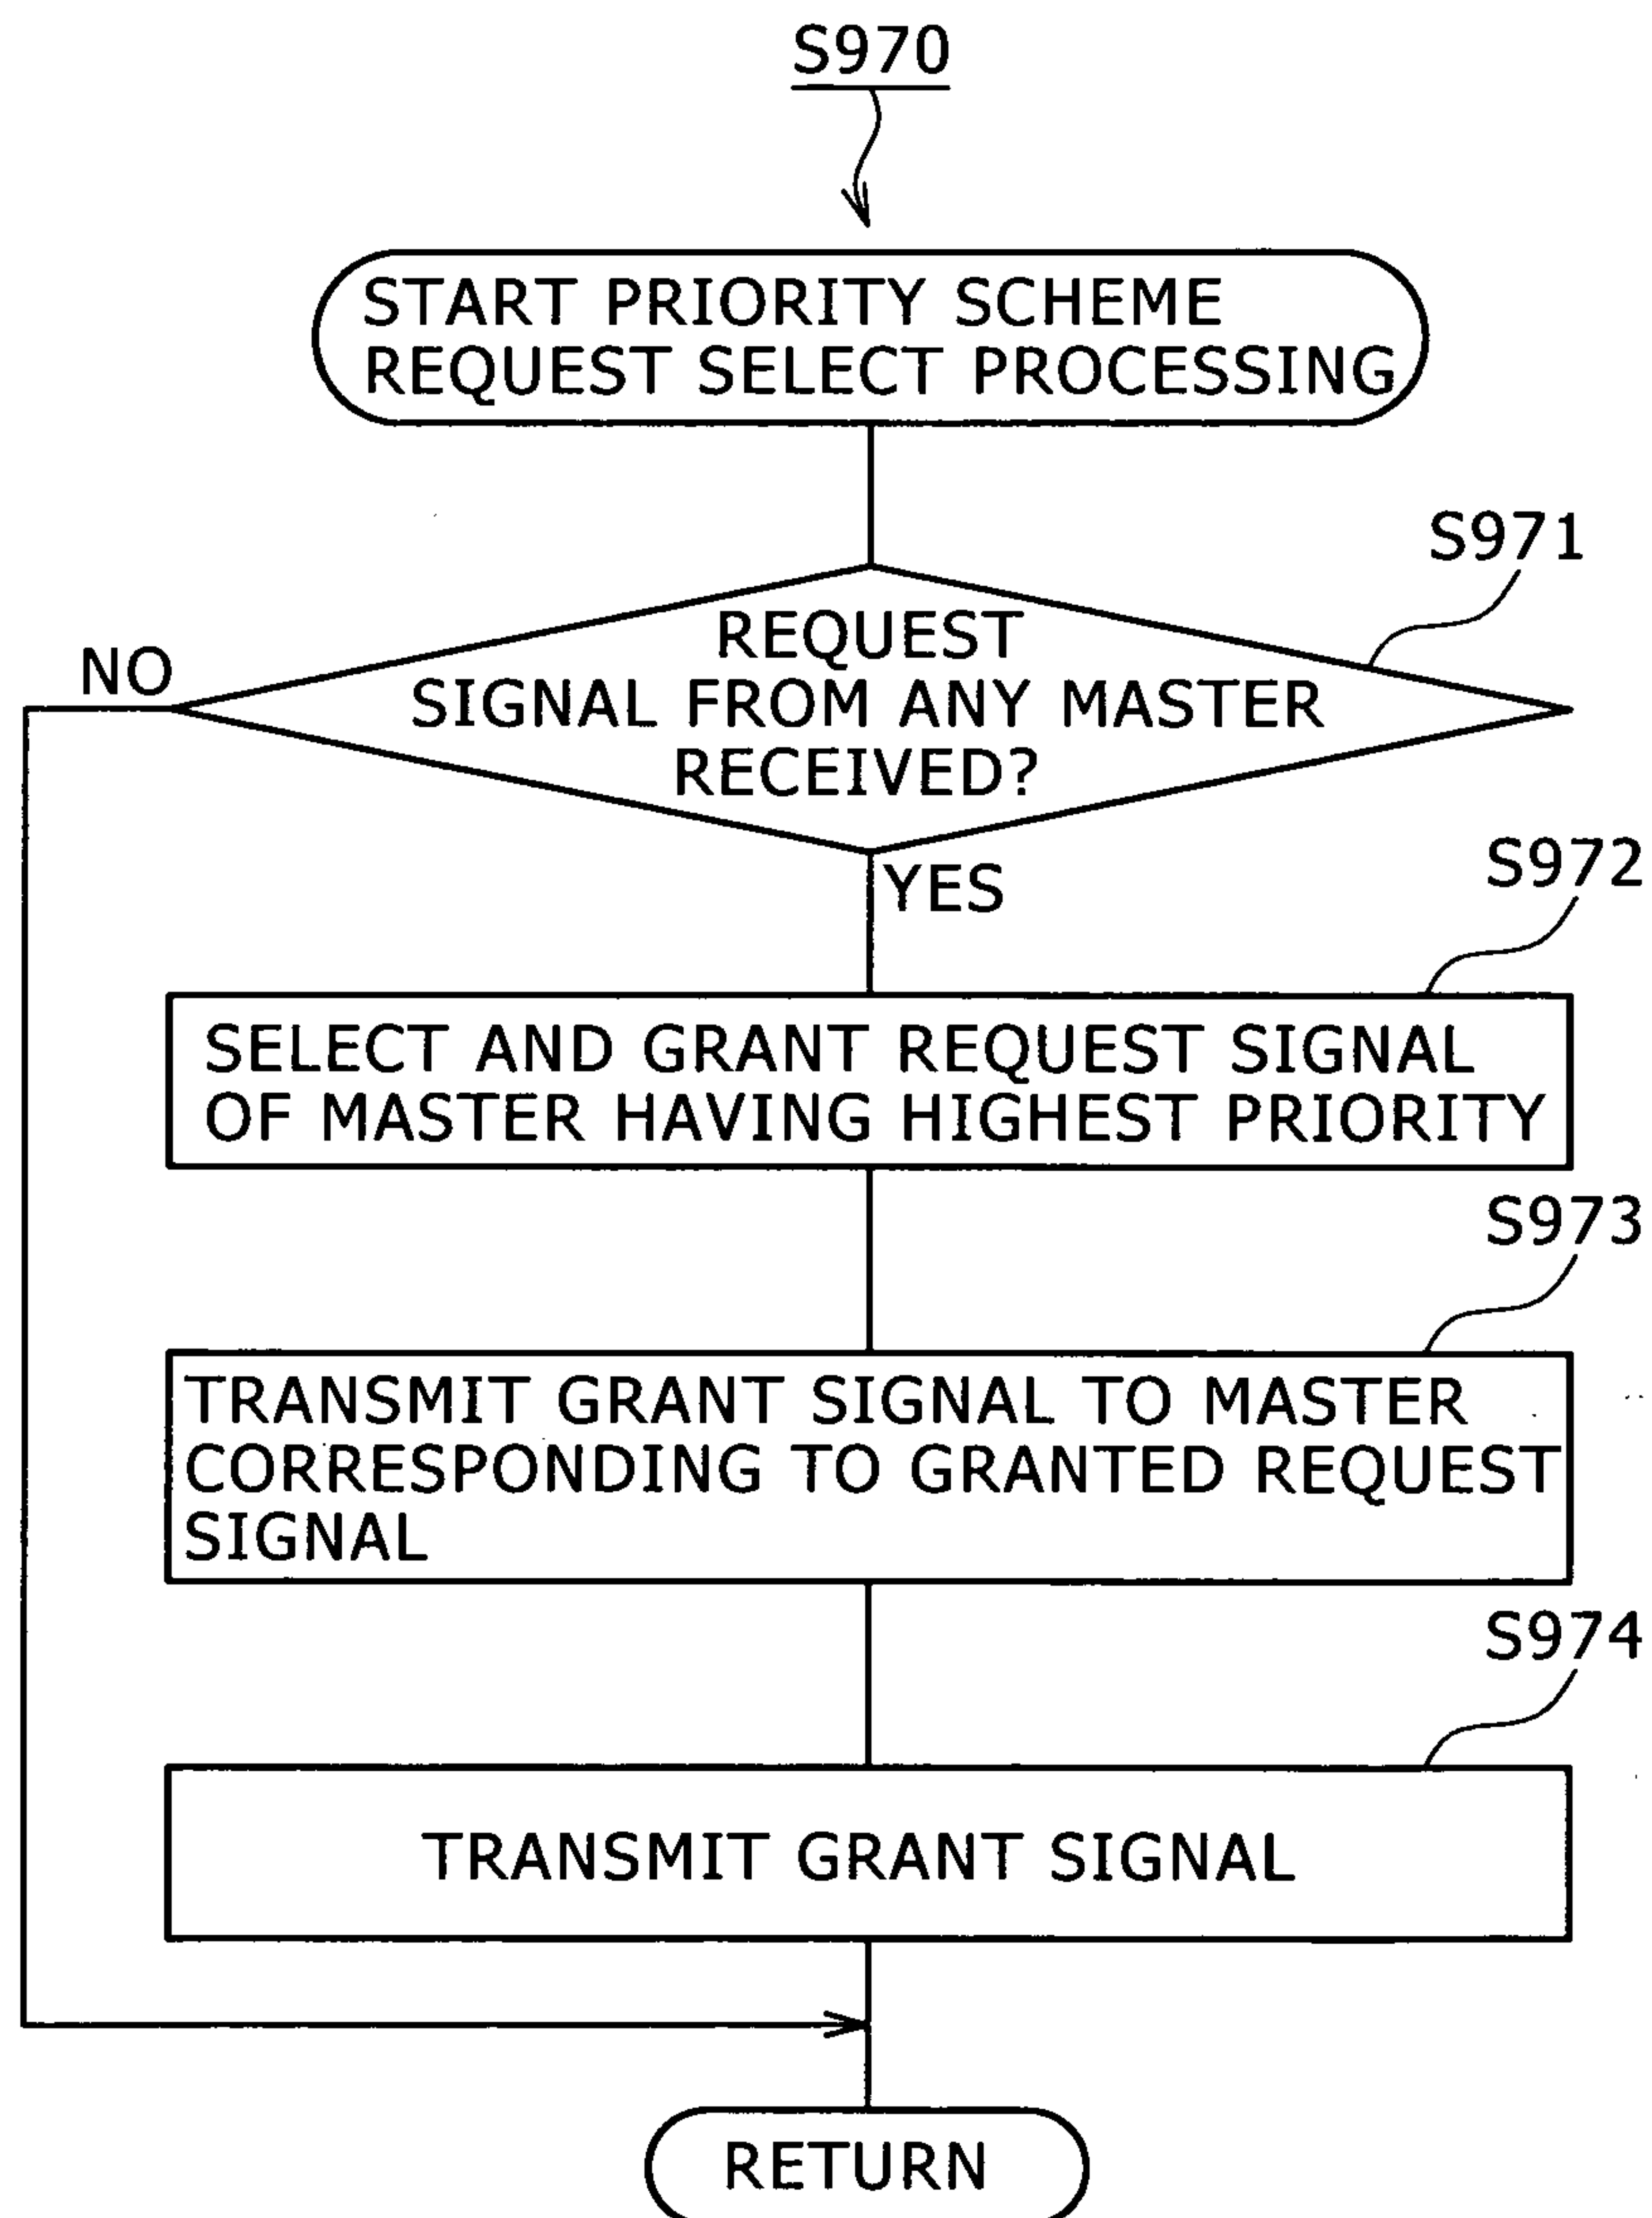 S970
START PRIORITY SCHEME
REQUEST SELECT PROCESSING
S971
REQUEST
SIGNAL FROM ANY MASTER
RECEIVED?
NO
YES
S972
SELECT AND GRANT REQUEST SIGNAL
OF MASTER HAVING HIGHEST PRIORITY
S973
TRANSMIT GRANT SIGNAL TO MASTER
CORRESPONDING TO GRANTED REQUEST
SIGNAL
S974
TRANSMIT GRANT SIGNAL
RETURN